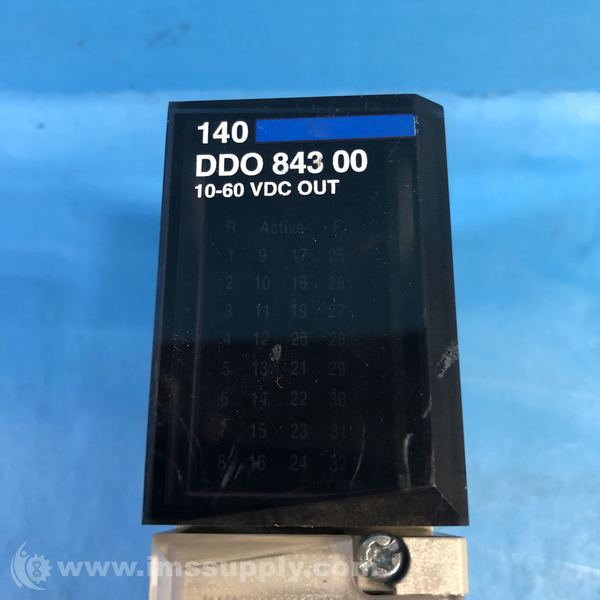 140
DDO 843 00
10-60 VDC OUT
R Active F
1 9 17 25
2 10 18 26
3 11 19 27
4 12 20 28
5 13 21 29
6 14 22 30
15 23 31
8 16 24 32
www.imssupply.com